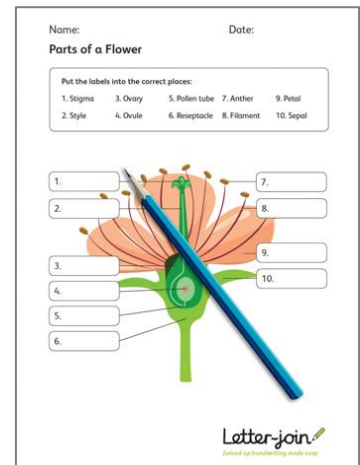 Name: Date:
Parts of a Flower
Put the labels into the correct places:
1. Stigma 3. Ovary 5. Pollen tube 7. Anther 9. Petal
2. Style 4. Ovule 6. Reseptacle 8. Filament 10. Sepal
1. 7.
2. 8.
9.
3. 10.
4.
5.
6.
Letter-join
Joined-up handwriting made easy